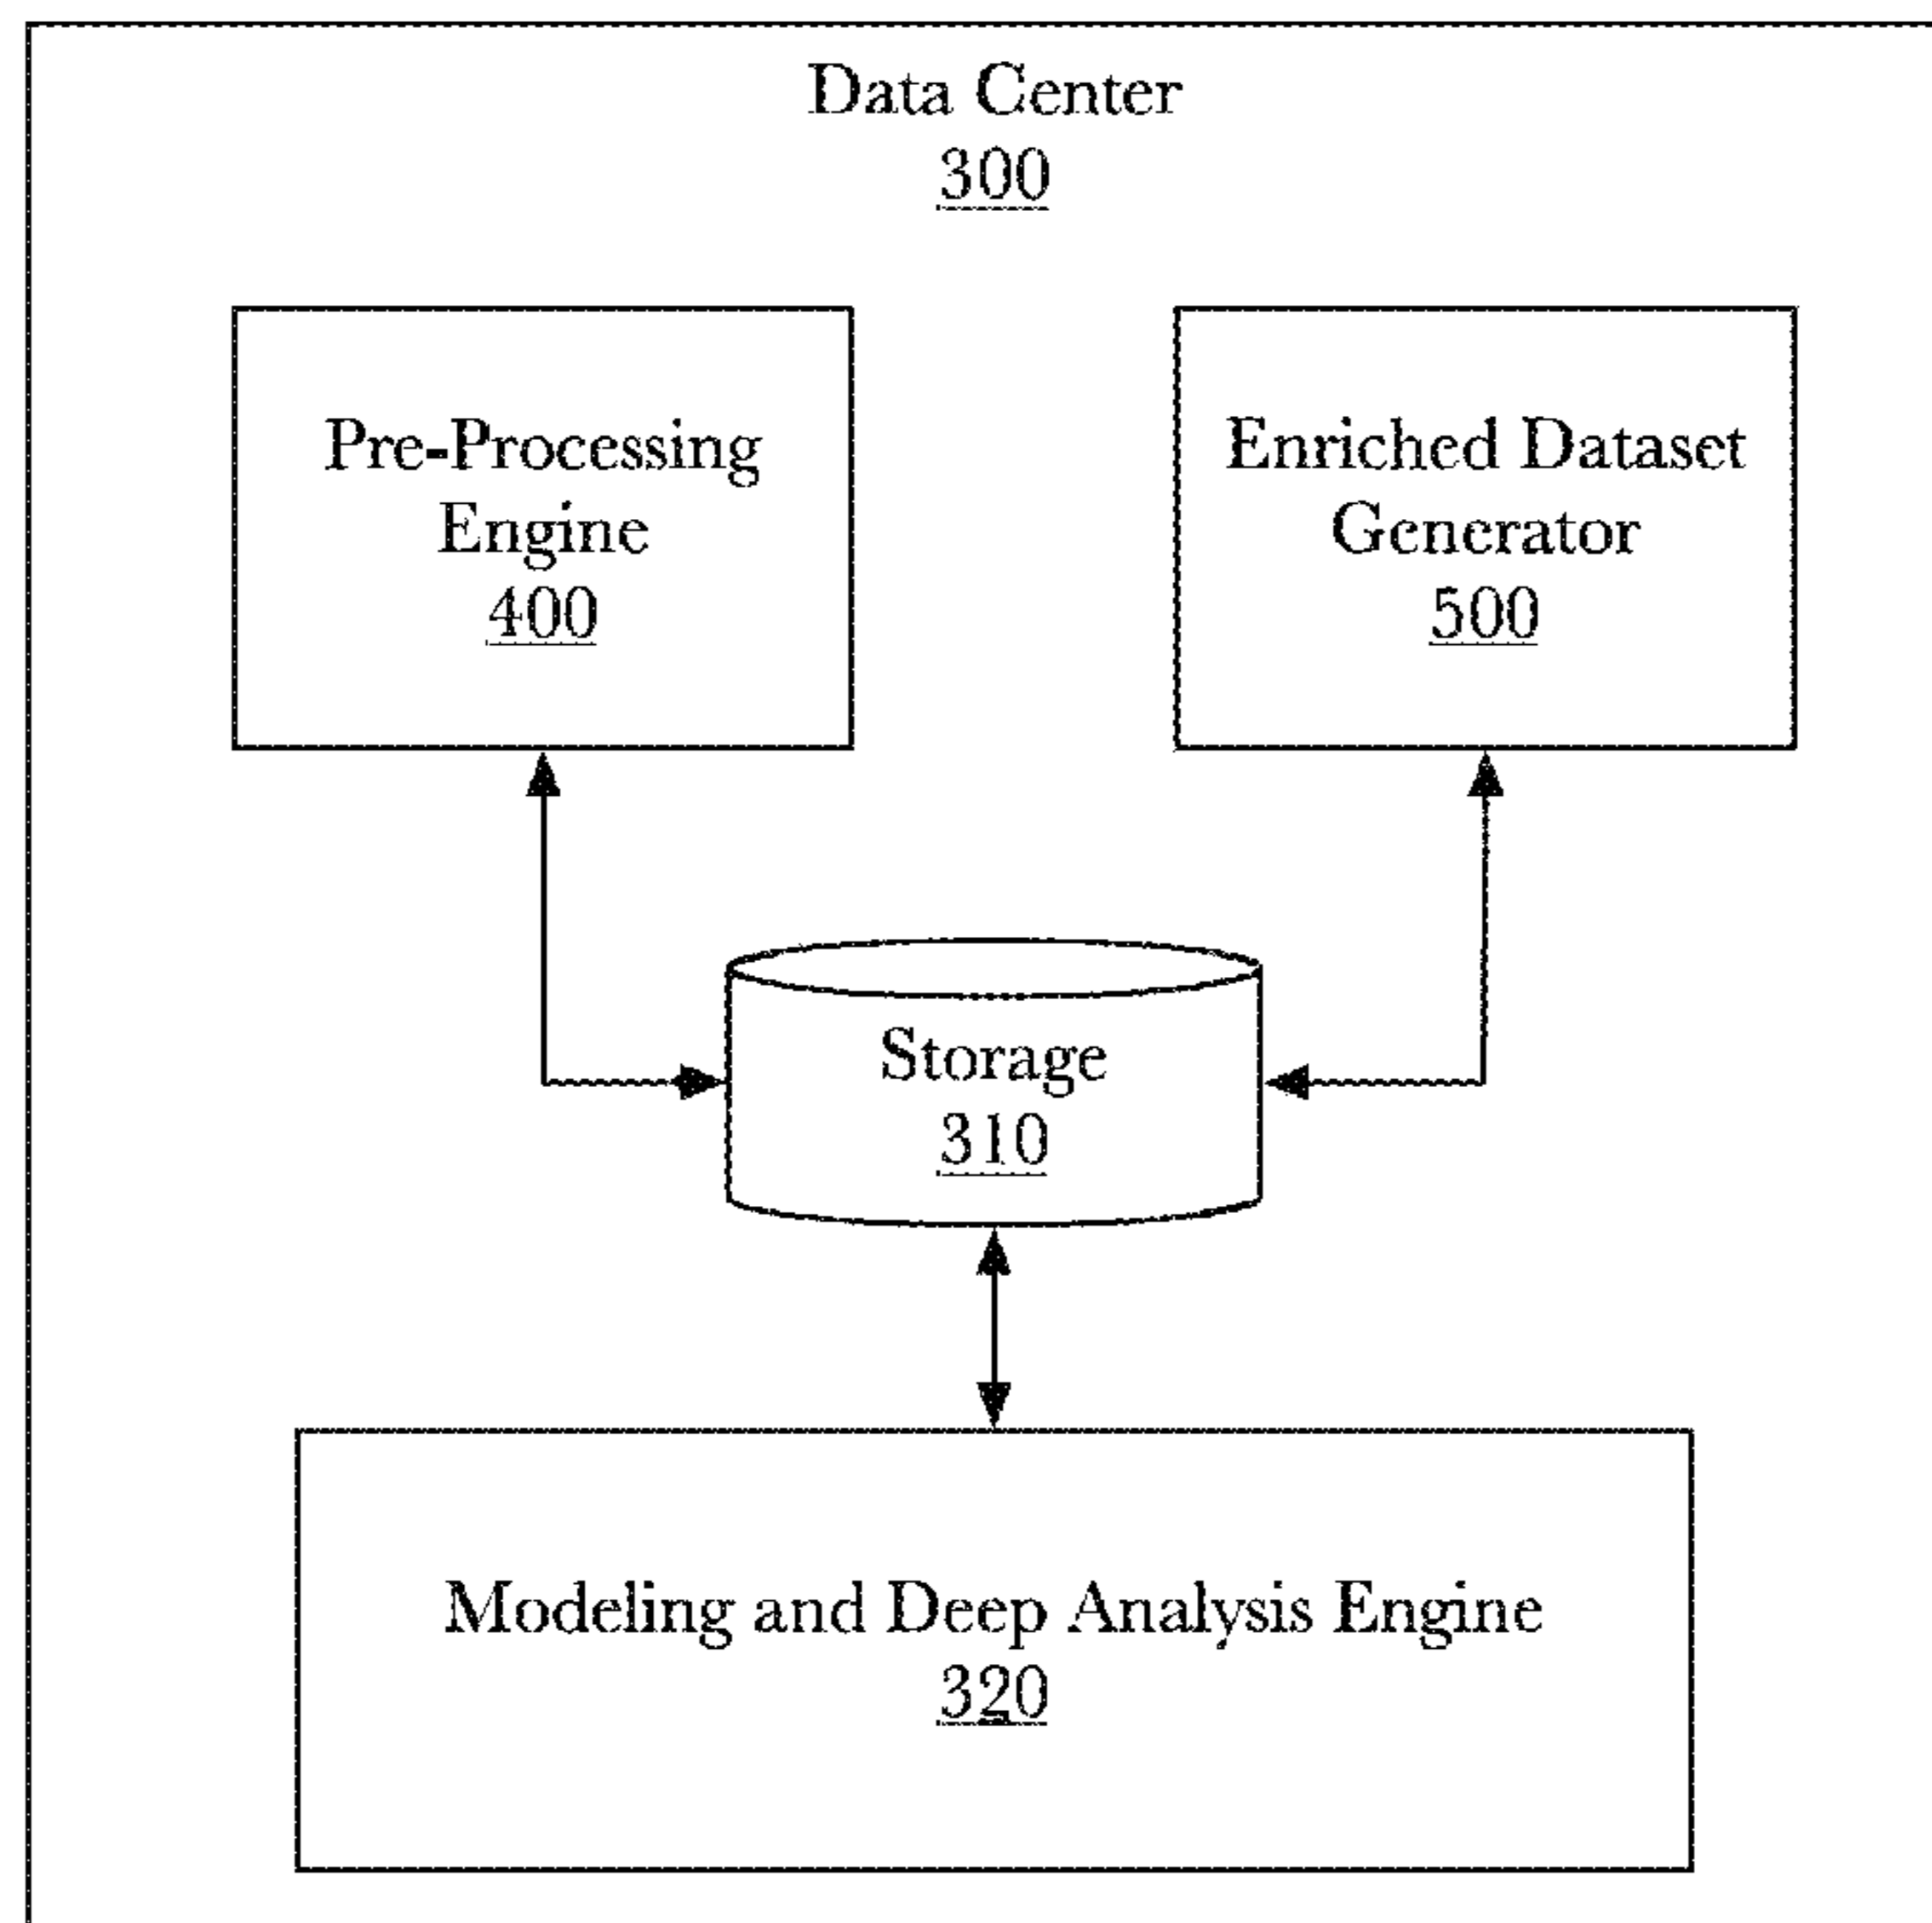 Data Center
300
Pre-Processing
Engine
400
Enriched Dataset
Generator
500
Storage
310
Modeling and Deep Analysis Engine
320